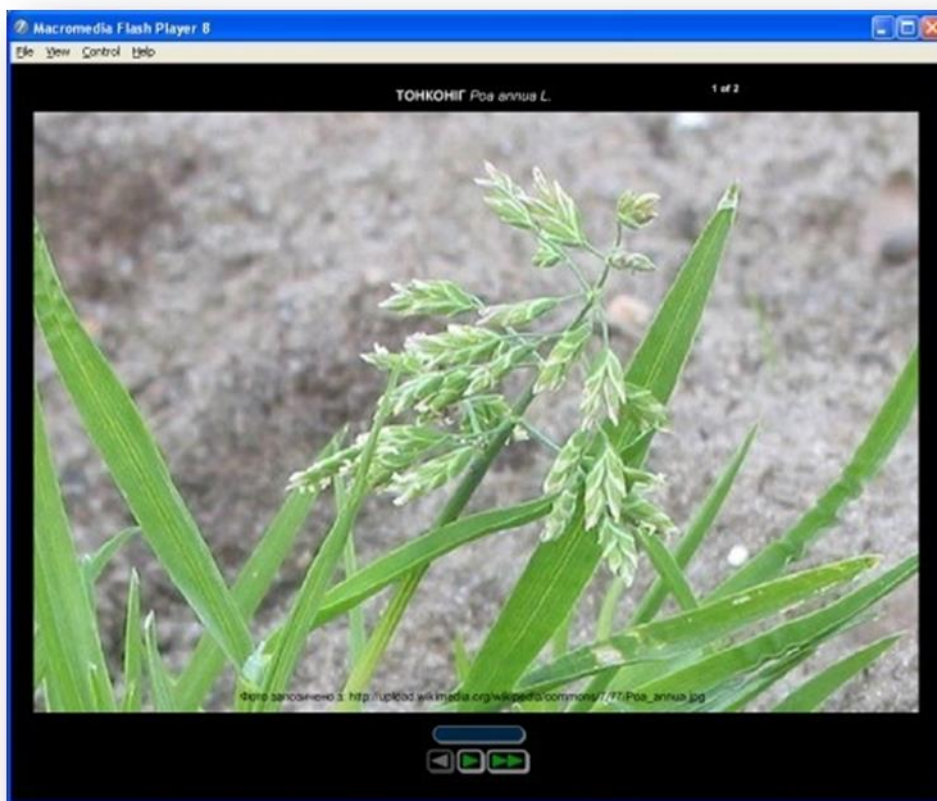 Macromedia Flash Player 8
File View Control Help
ТОНКОНІГ Poa annua L.
1 of 2
Фото запозичено з: http://upload.wikimedia.org/wikipedia/commons/7/77/Poa_annua.jpg